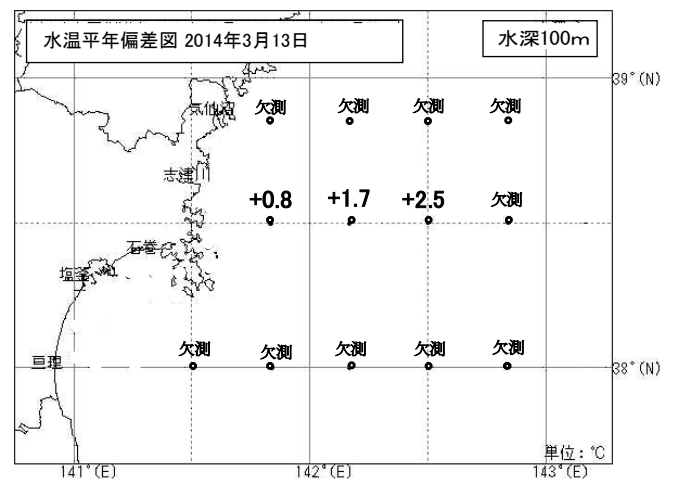 水温平年偏差図 2014年3月13日
水深100m
39°(N)
気仙沼
欠測 欠測 欠測 欠測
志津川
+0.8 +1.7 +2.5 欠測
石巻
塩釜
亘理
欠測 欠測 欠測 欠測 欠測
38°(N)
単位：℃
141°(E) 142°(E) 143°(E)